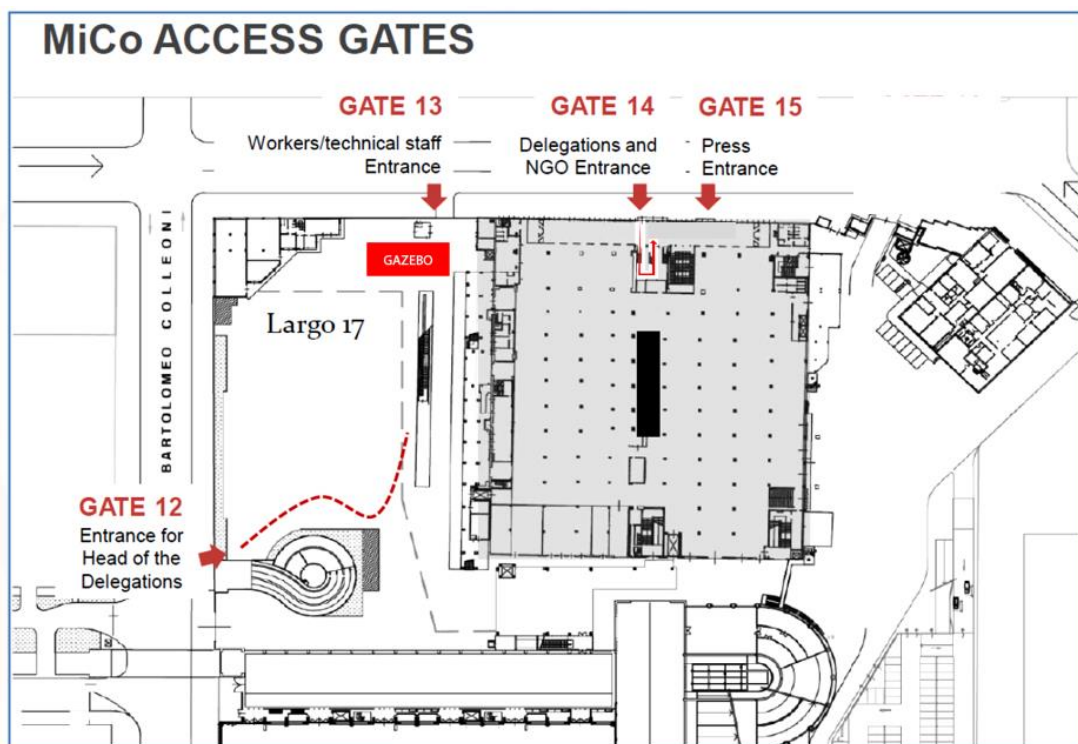 MiCo ACCESS GATES
GATE 13
Workers/technical staff
Entrance
GATE 14
Delegations and
NGO Entrance
GATE 15
Press
Entrance
GAZEBO
Largo 17
BARTOLOMEO COLLEONI
GATE 12
Entrance for
Head of the
Delegations